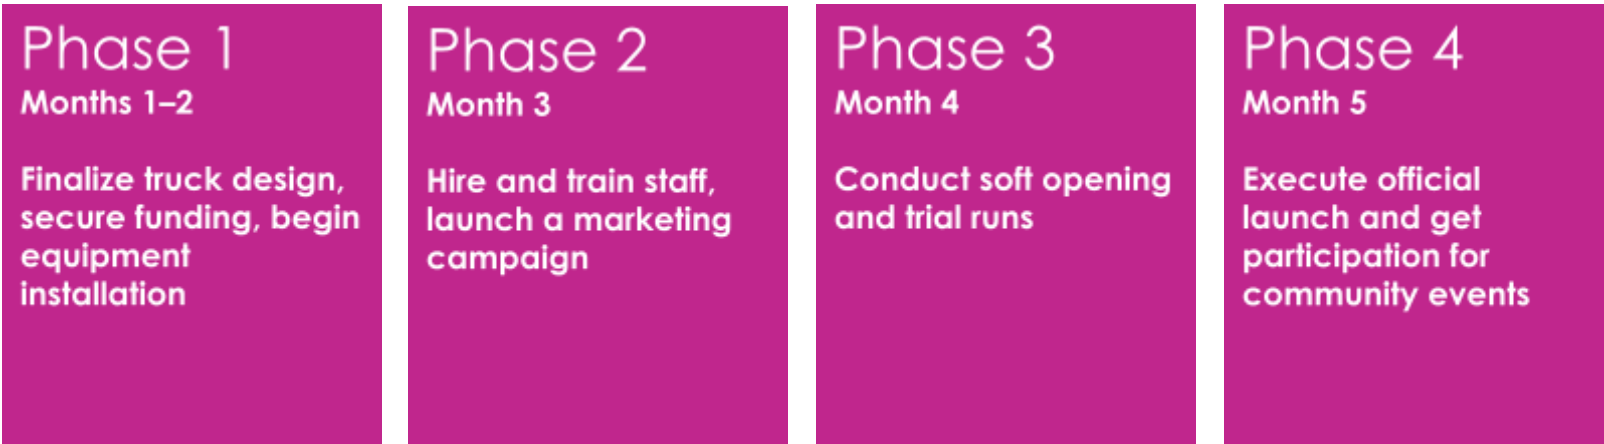 Phase 1
Months 1–2
Finalize truck design,
secure funding, begin
equipment
installation
Phase 2
Month 3
Hire and train staff,
launch a marketing
campaign
Phase 3
Month 4
Conduct soft opening
and trial runs
Phase 4
Month 5
Execute official
launch and get
participation for
community events